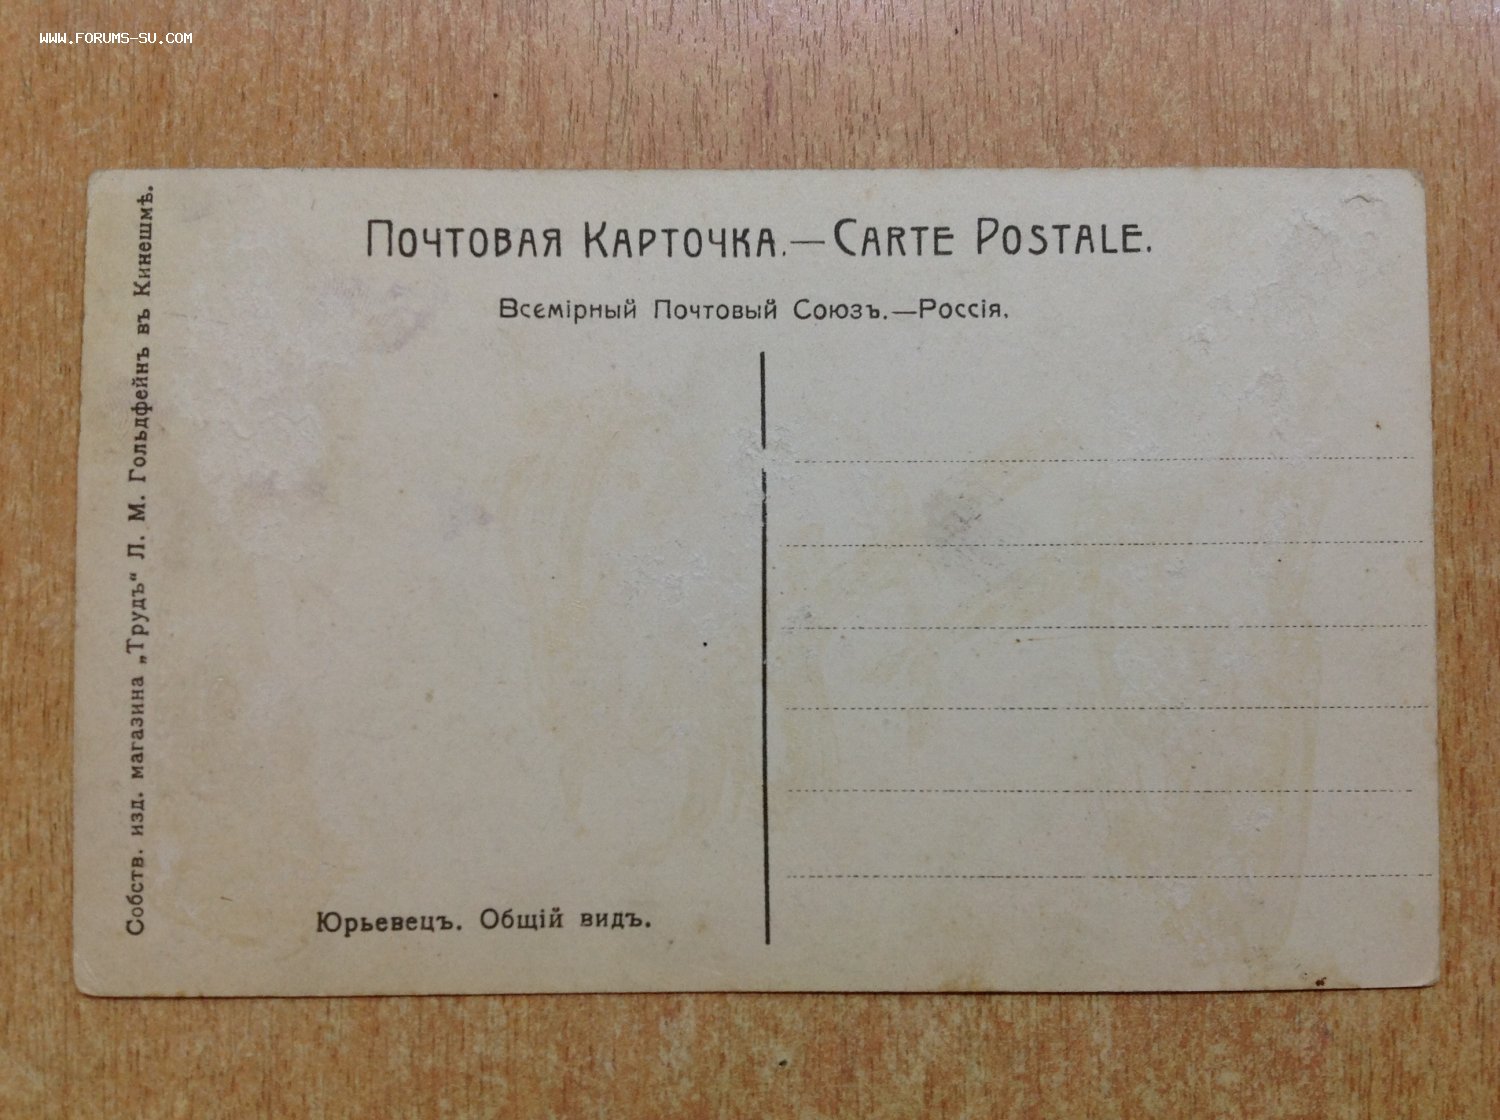 WWW.FORUMS-SU.COM
Почтовая Карточка.—Carte Postale.
Всемірный Почтовый Союзъ.—Россія.
Собств. изд. магазина „Трудъ“ Л. М. Гольдфейнъ въ Кинешмѣ.
Юрьевецъ. Общій видъ.